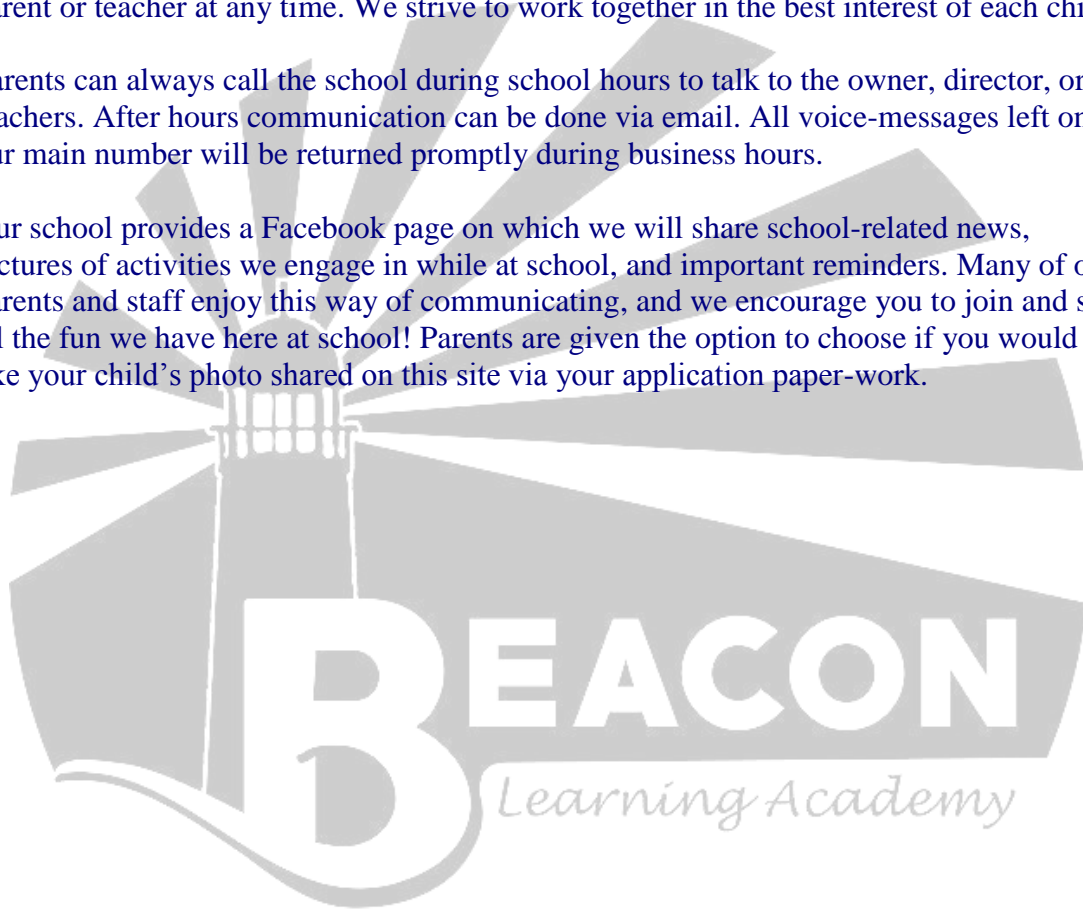 arent or teacher at any time. We strive to work together in the best interest of each chi
arents can always call the school during school hours to talk to the owner, director, or
achers. After hours communication can be done via email. All voice-messages left on
ur main number will be returned promptly during business hours.
ur school provides a Facebook page on which we will share school-related news,
ctures of activities we engage in while at school, and important reminders. Many of o
arents and staff enjoy this way of communicating, and we encourage you to join and s
l the fun we have here at school! Parents are given the option to choose if you would
ke your child’s photo shared on this site via your application paper-work.
BEACON
Learning Academy